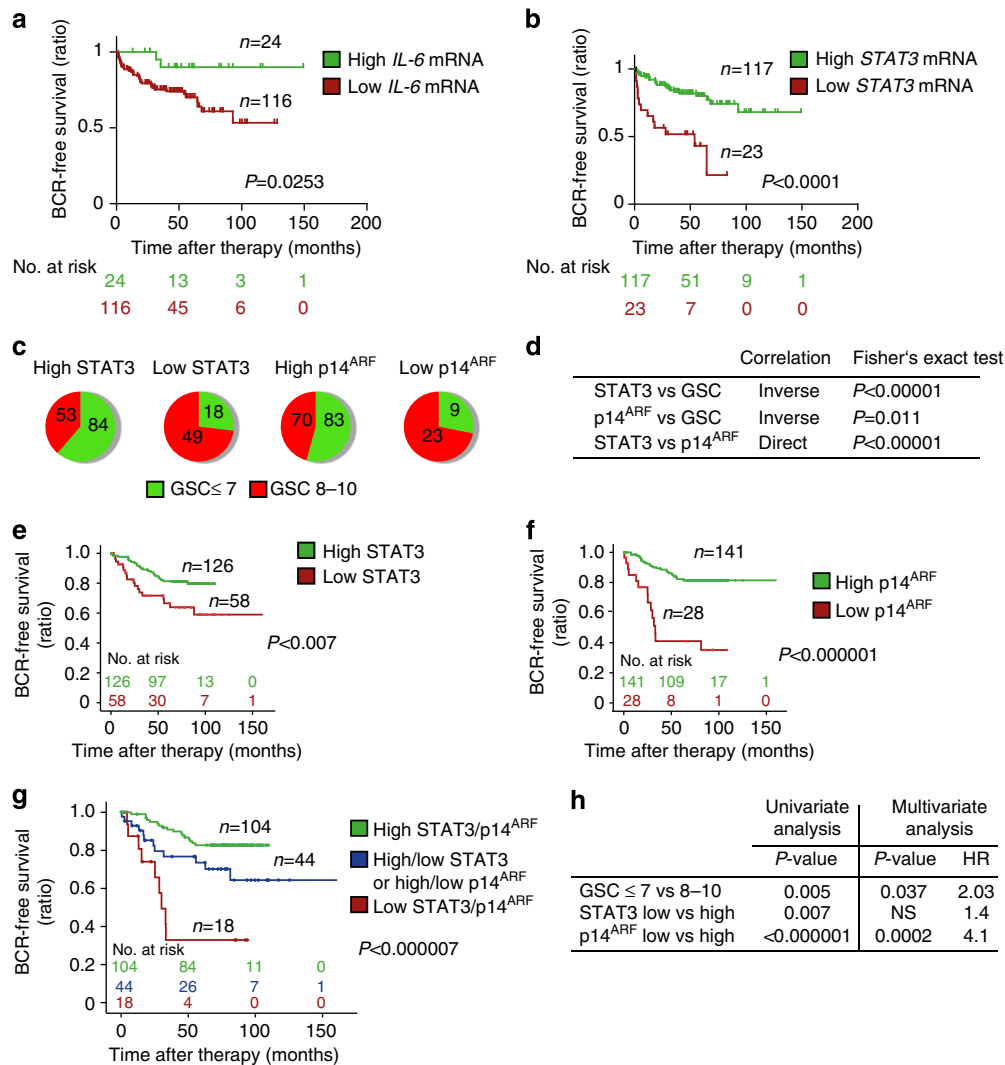 a
BCR-free survival (ratio)
1
0.5
0
n=24
n=116
High IL-6 mRNA
Low IL-6 mRNA
P=0.0253
0 50 100 150 200
Time after therapy (months)
No. at risk
24 13 3 1
116 45 6 0
b
BCR-free survival (ratio)
1
0.5
0
n=117
n=23
High STAT3 mRNA
Low STAT3 mRNA
P<0.0001
0 50 100 150 200
Time after therapy (months)
No. at risk
117 51 9 1
23 7 0 0
c
High STAT3 Low STAT3 High p14ARF Low p14ARF
53 84
18 49
70 83
9 23
GSC≤ 7 GSC 8–10
d
Correlation Fisher‘s exact test
STAT3 vs GSC Inverse P<0.00001
p14ARF vs GSC Inverse P=0.011
STAT3 vs p14ARF Direct P<0.00001
e
BCR-free survival
(ratio)
1.0
0.8
0.6
0.4
0.2
0
n=126
n=58
High STAT3
Low STAT3
P<0.007
No. at risk
126 97 13 0
58 30 7 1
0 50 100 150
Time after therapy (months)
f
BCR-free survival
(ratio)
1.0
0.8
0.6
0.4
0.2
0
n=141
n=28
High p14ARF
Low p14ARF
P<0.000001
No. at risk
141 109 17 1
28 8 1 0
0 50 100 150
Time after therapy (months)
g
BCR-free survival
(ratio)
1.0
0.8
0.6
0.4
0.2
0
n=104
n=44
n=18
High STAT3/p14ARF
High/low STAT3
or high/low p14ARF
Low STAT3/p14ARF
P<0.000007
No. at risk
104 84 11 0
44 26 7 1
18 4 0 0
0 50 100 150
Time after therapy (months)
h
Univariate Multivariate
analysis analysis
P-value P-value HR
GSC ≤ 7 vs 8–10 0.005 0.037 2.03
STAT3 low vs high 0.007 NS 1.4
p14ARF low vs high <0.000001 0.0002 4.1